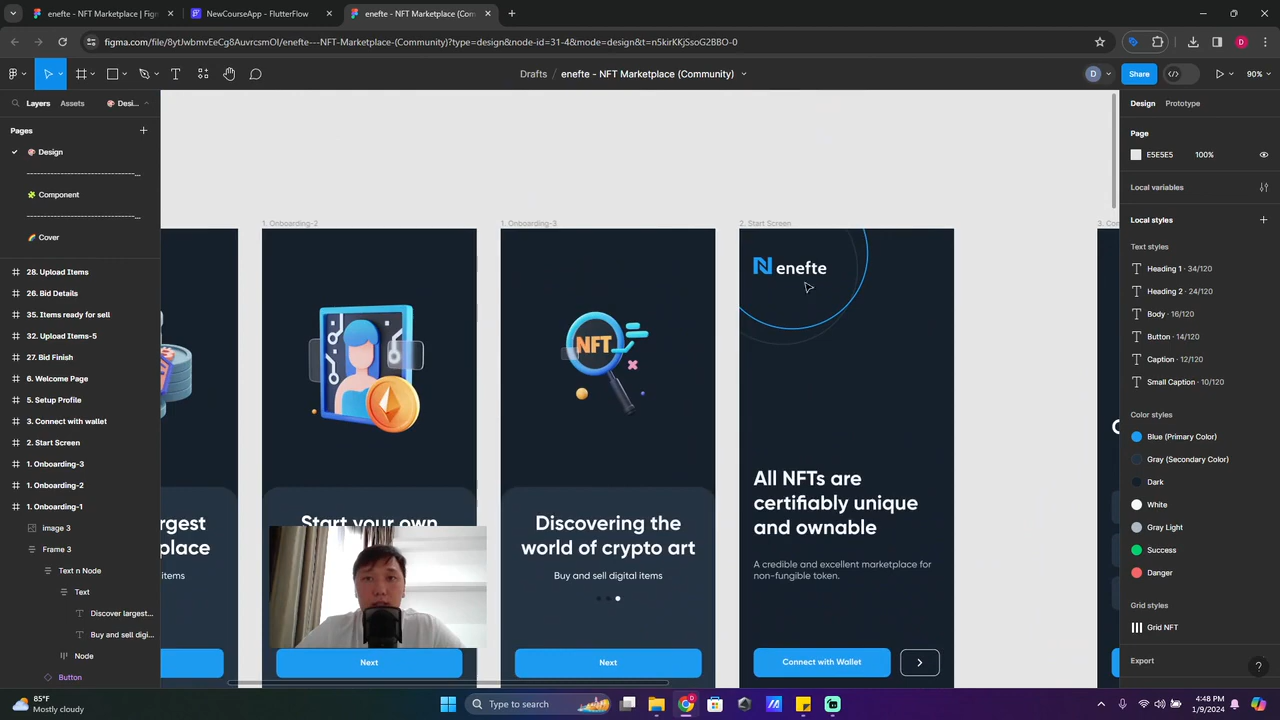 enefte - NFT Marketplace | Figm
NewCourseApp - FlutterFlow
enefte - NFT Marketplace (Com
figma.com/file/8ytJwbmvEeCg8AuvrcsmOI/enefte---NFT-Marketplace-(Community)?type=design&node-id=31-4&mode=design&t=n5kirKKjSsoG2BBO-0
Drafts / enefte - NFT Marketplace (Community)
D
Share
90%
Layers
Assets
Desi...
Pages
Design
Component
Cover
28. Upload Items
26. Bid Details
35. Items ready for sell
32. Upload Items-5
27. Bid Finish
6. Welcome Page
5. Setup Profile
3. Connect with wallet
2. Start Screen
1. Onboarding-3
1. Onboarding-2
1. Onboarding-1
image 3
Frame 3
Text n Node
Text
Discover largest...
Buy and sell digi...
Node
Button
1. Onboarding-2
1. Onboarding-3
2. Start Screen
3. Con
argest
place
items
Start your own
Next
NFT
Discovering the
world of crypto art
Buy and sell digital items
Next
enefte
All NFTs are
certifiably unique
and ownable
A credible and excellent marketplace for
non-fungible token.
Connect with Wallet
Design
Prototype
Page
E5E5E5
100%
Local variables
Local styles
Text styles
Heading 1 · 34/120
Heading 2 · 24/120
Body · 16/120
Button · 14/120
Caption · 12/120
Small Caption · 10/120
Color styles
Blue (Primary Color)
Gray (Secondary Color)
Dark
White
Gray Light
Success
Danger
Grid styles
Grid NFT
Export
?
85°F
Mostly cloudy
Type to search
4:48 PM
1/9/2024